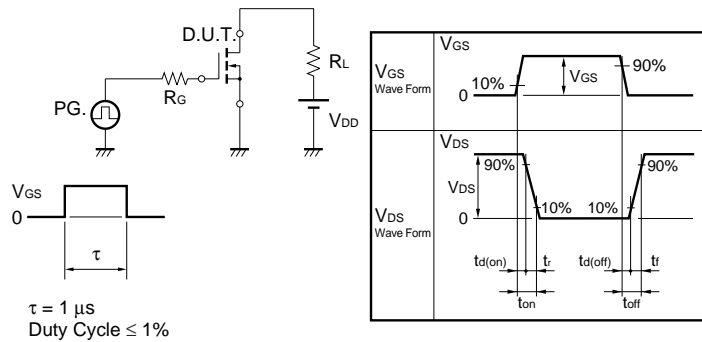 D.U.T.
RL
RG
PG.
VDD
VGS
0
τ
τ = 1 μs
Duty Cycle ≤ 1%
VGS
Wave Form
VGS
90%
VGS
10%
0
VDS
Wave Form
VDS
90%
90%
VDS
10% 10%
0
td(on) tr td(off) tf
ton toff